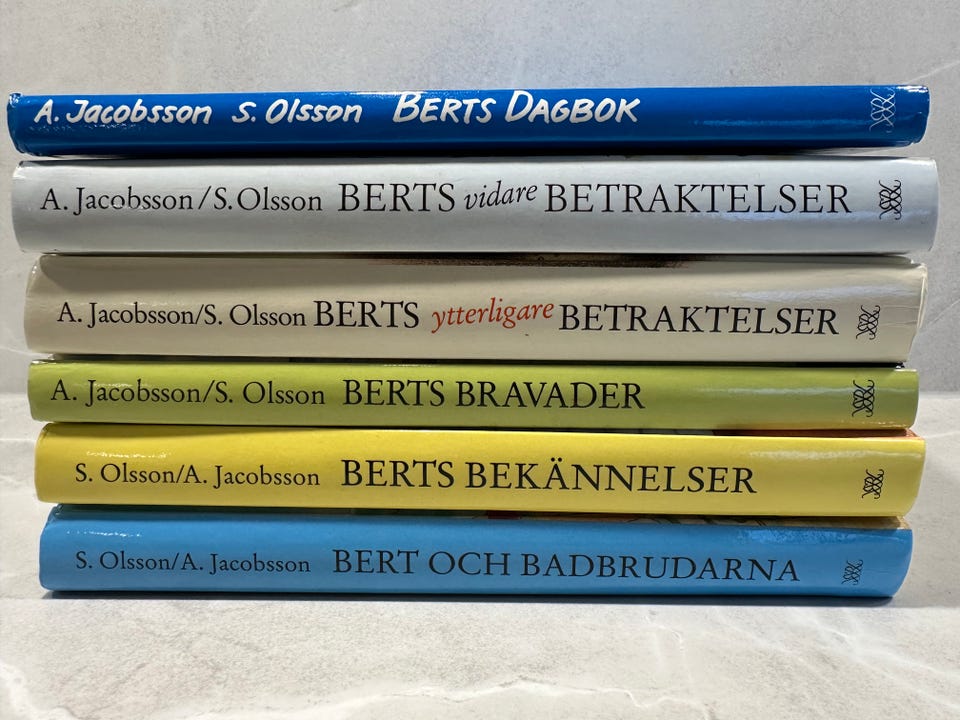 A. Jacobsson S. Olsson BERTS DAGBOK
A. Jacobsson/S. Olsson BERTS vidare BETRAKTELSER
A. Jacobsson/S. Olsson BERTS ytterligare BETRAKTELSER
A. Jacobsson/S. Olsson BERTS BRAVADER
S. Olsson/A. Jacobsson BERTS BEKÄNNELSER
S. Olsson/A. Jacobsson BERT OCH BADBRUDARNA